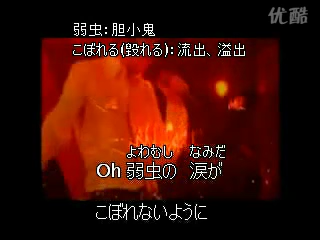 优酷
弱虫：胆小鬼
こぼれる(毀れる)：流出、溢出
よわむし なみだ
Oh 弱虫の 涙が
こぼれないように